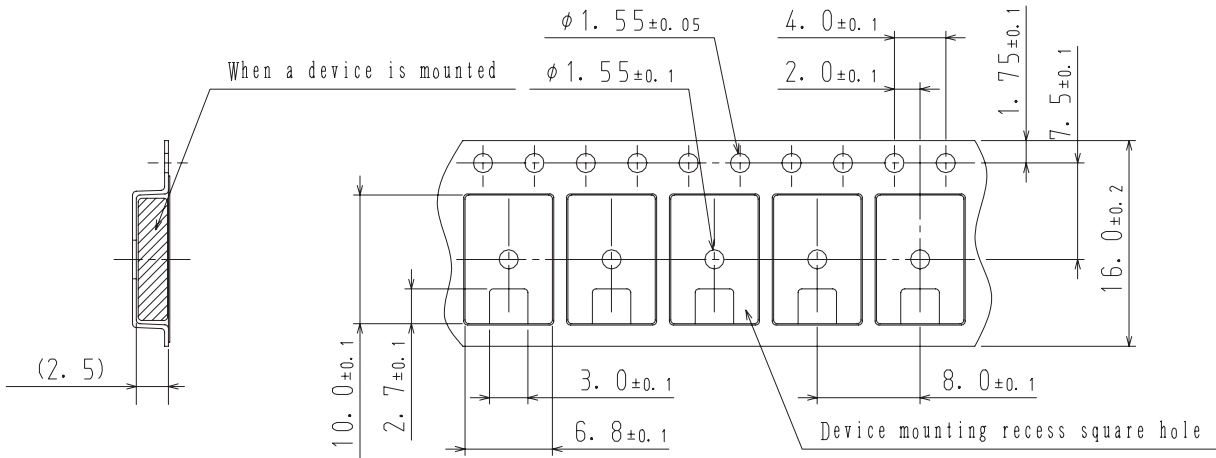 φ1.55±0.05
4.0±0.1
When a device is mounted
φ1.55±0.1
2.0±0.1
1.75±0.1
7.5±0.1
16.0±0.2
(2.5)
10.0±0.1
2.7±0.1
3.0±0.1
8.0±0.1
6.8±0.1
Device mounting recess square hole